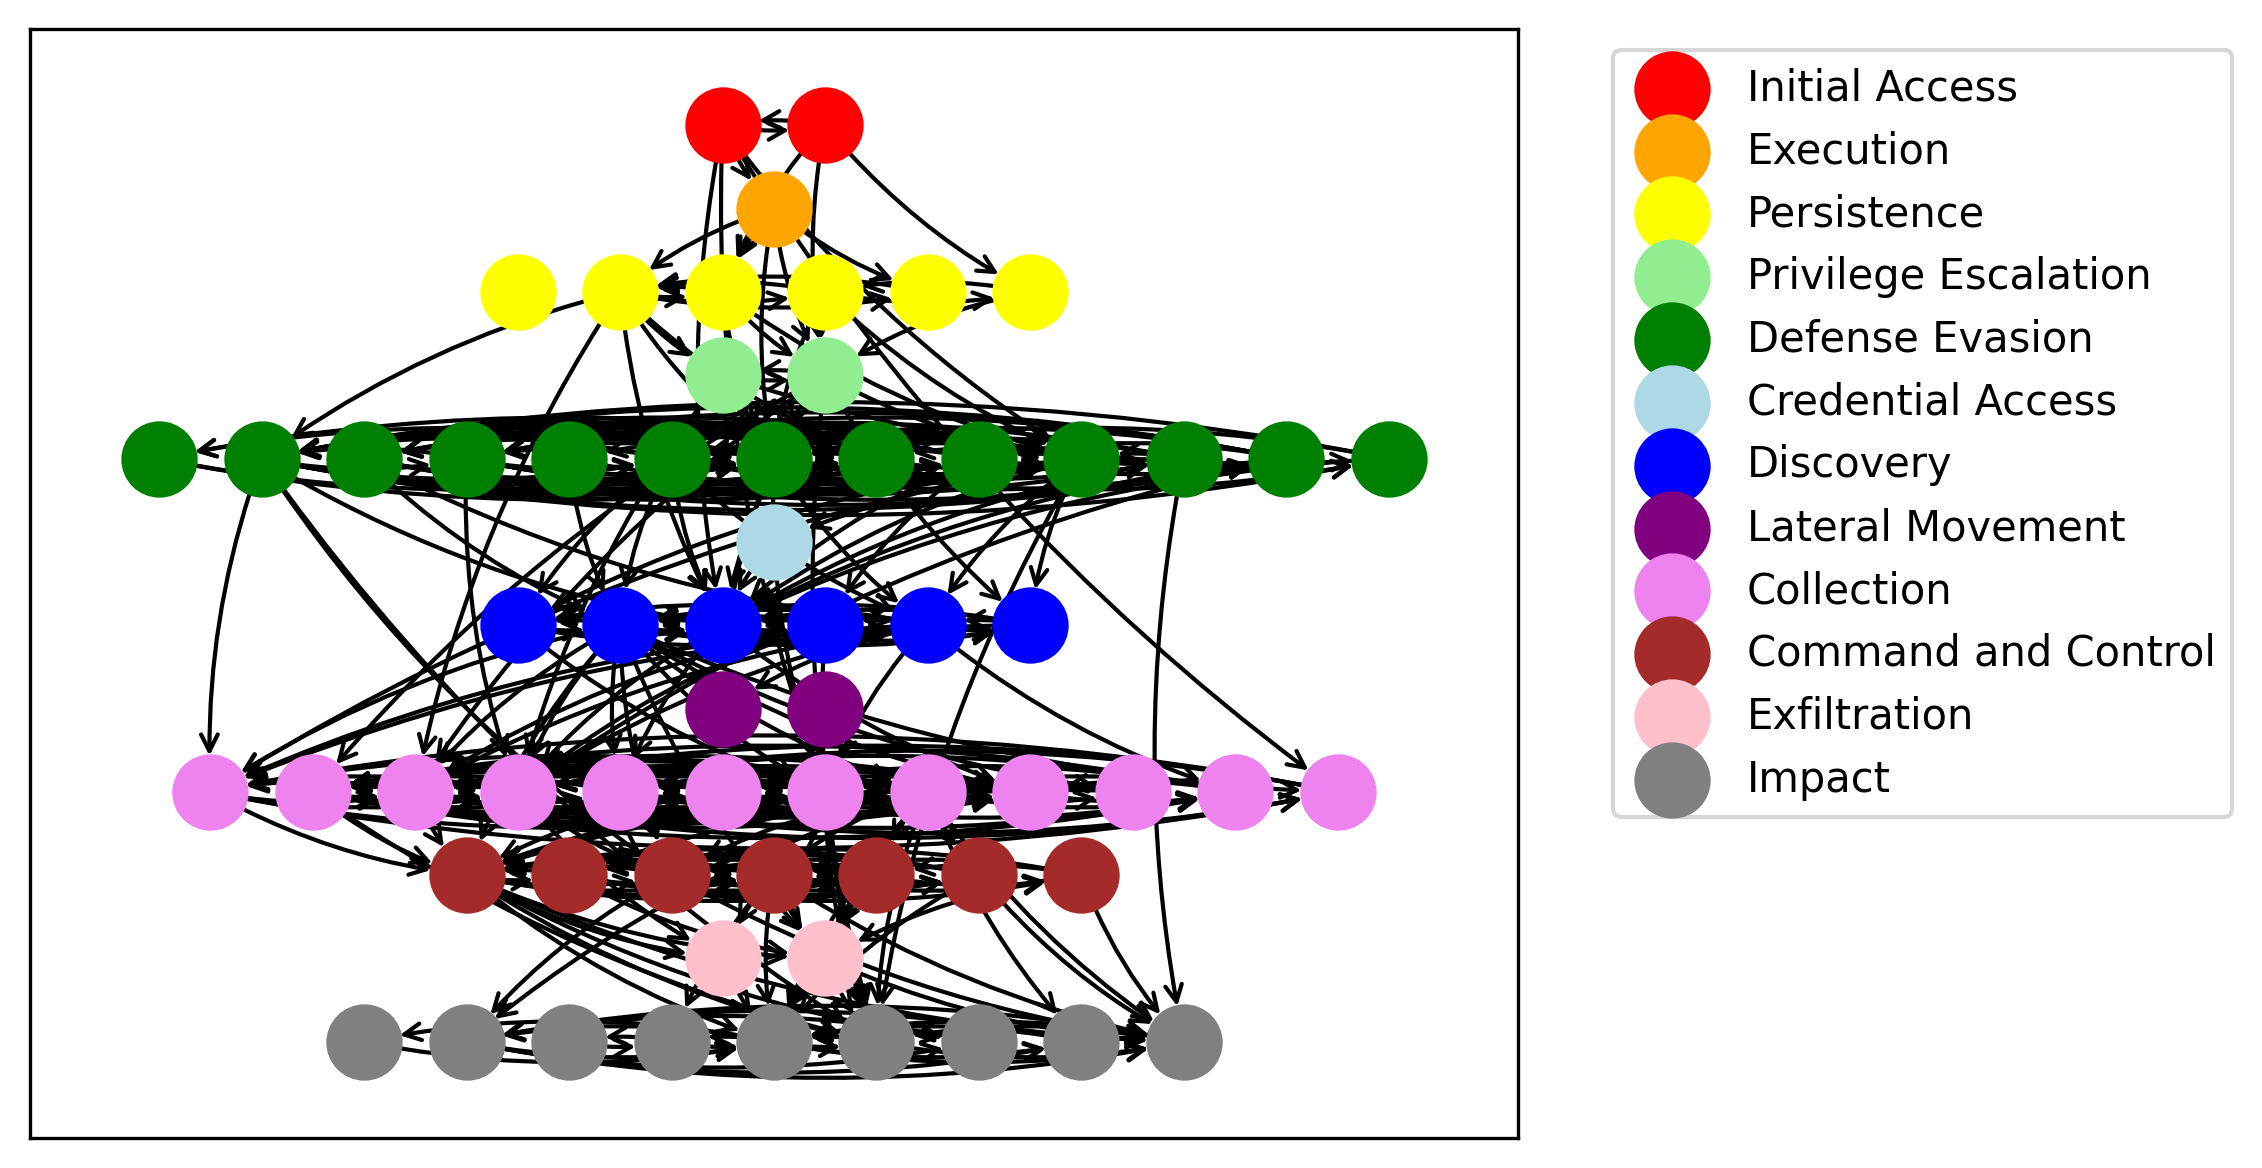 Initial Access
Execution
Persistence
Privilege Escalation
Defense Evasion
Credential Access
Discovery
Lateral Movement
Collection
Command and Control
Exfiltration
Impact